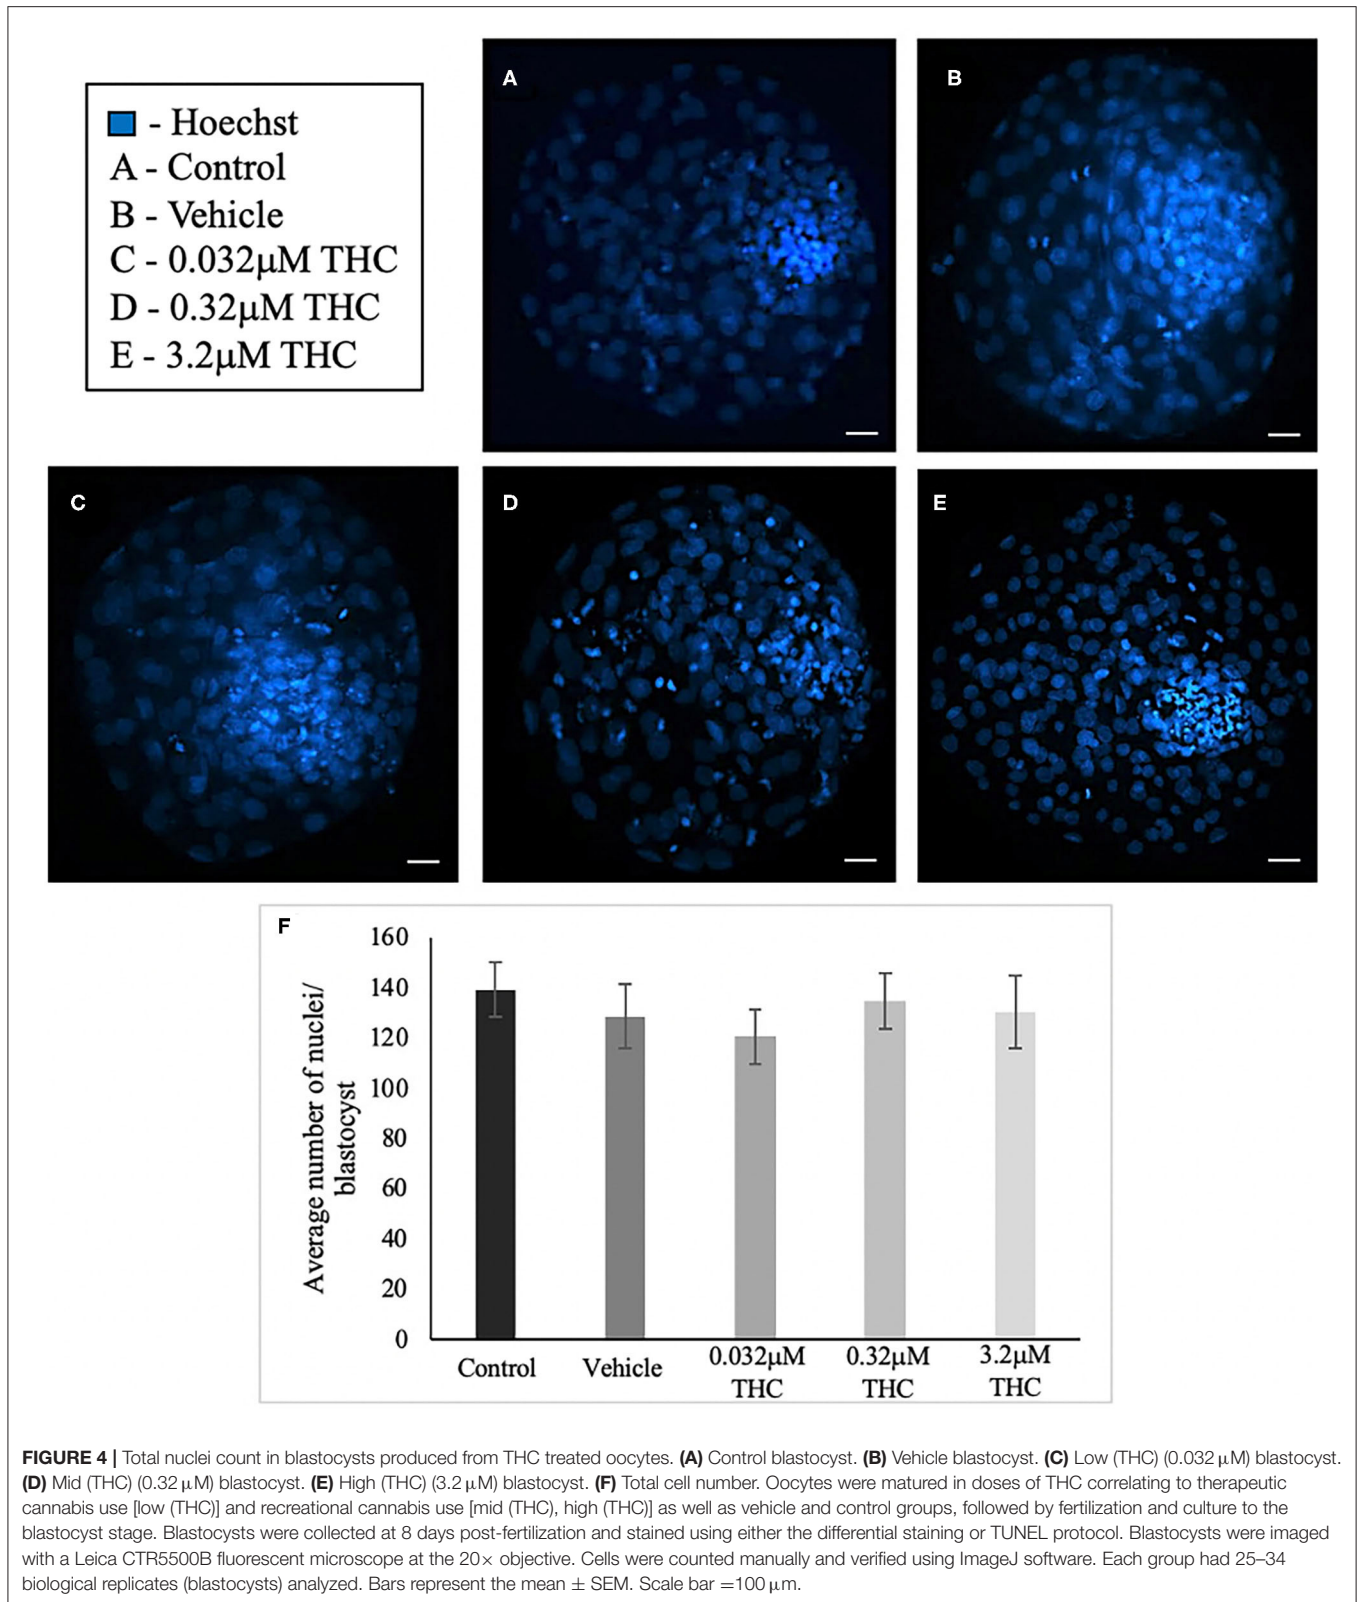 - Hoechst
A - Control
B - Vehicle
C - 0.032μM THC
D - 0.32μM THC
E - 3.2μM THC
A
B
C
D
E
F
Average number of nuclei/
blastocyst
160
140
120
100
80
60
40
20
0
Control
Vehicle
0.032μM
THC
0.32μM
THC
3.2μM
THC
FIGURE 4 | Total nuclei count in blastocysts produced from THC treated oocytes. (A) Control blastocyst. (B) Vehicle blastocyst. (C) Low (THC) (0.032 μM) blastocyst.
(D) Mid (THC) (0.32 μM) blastocyst. (E) High (THC) (3.2 μM) blastocyst. (F) Total cell number. Oocytes were matured in doses of THC correlating to therapeutic
cannabis use [low (THC)] and recreational cannabis use [mid (THC), high (THC)] as well as vehicle and control groups, followed by fertilization and culture to the
blastocyst stage. Blastocysts were collected at 8 days post-fertilization and stained using either the differential staining or TUNEL protocol. Blastocysts were imaged
with a Leica CTR5500B fluorescent microscope at the 20× objective. Cells were counted manually and verified using ImageJ software. Each group had 25–34
biological replicates (blastocysts) analyzed. Bars represent the mean ± SEM. Scale bar =100 μm.